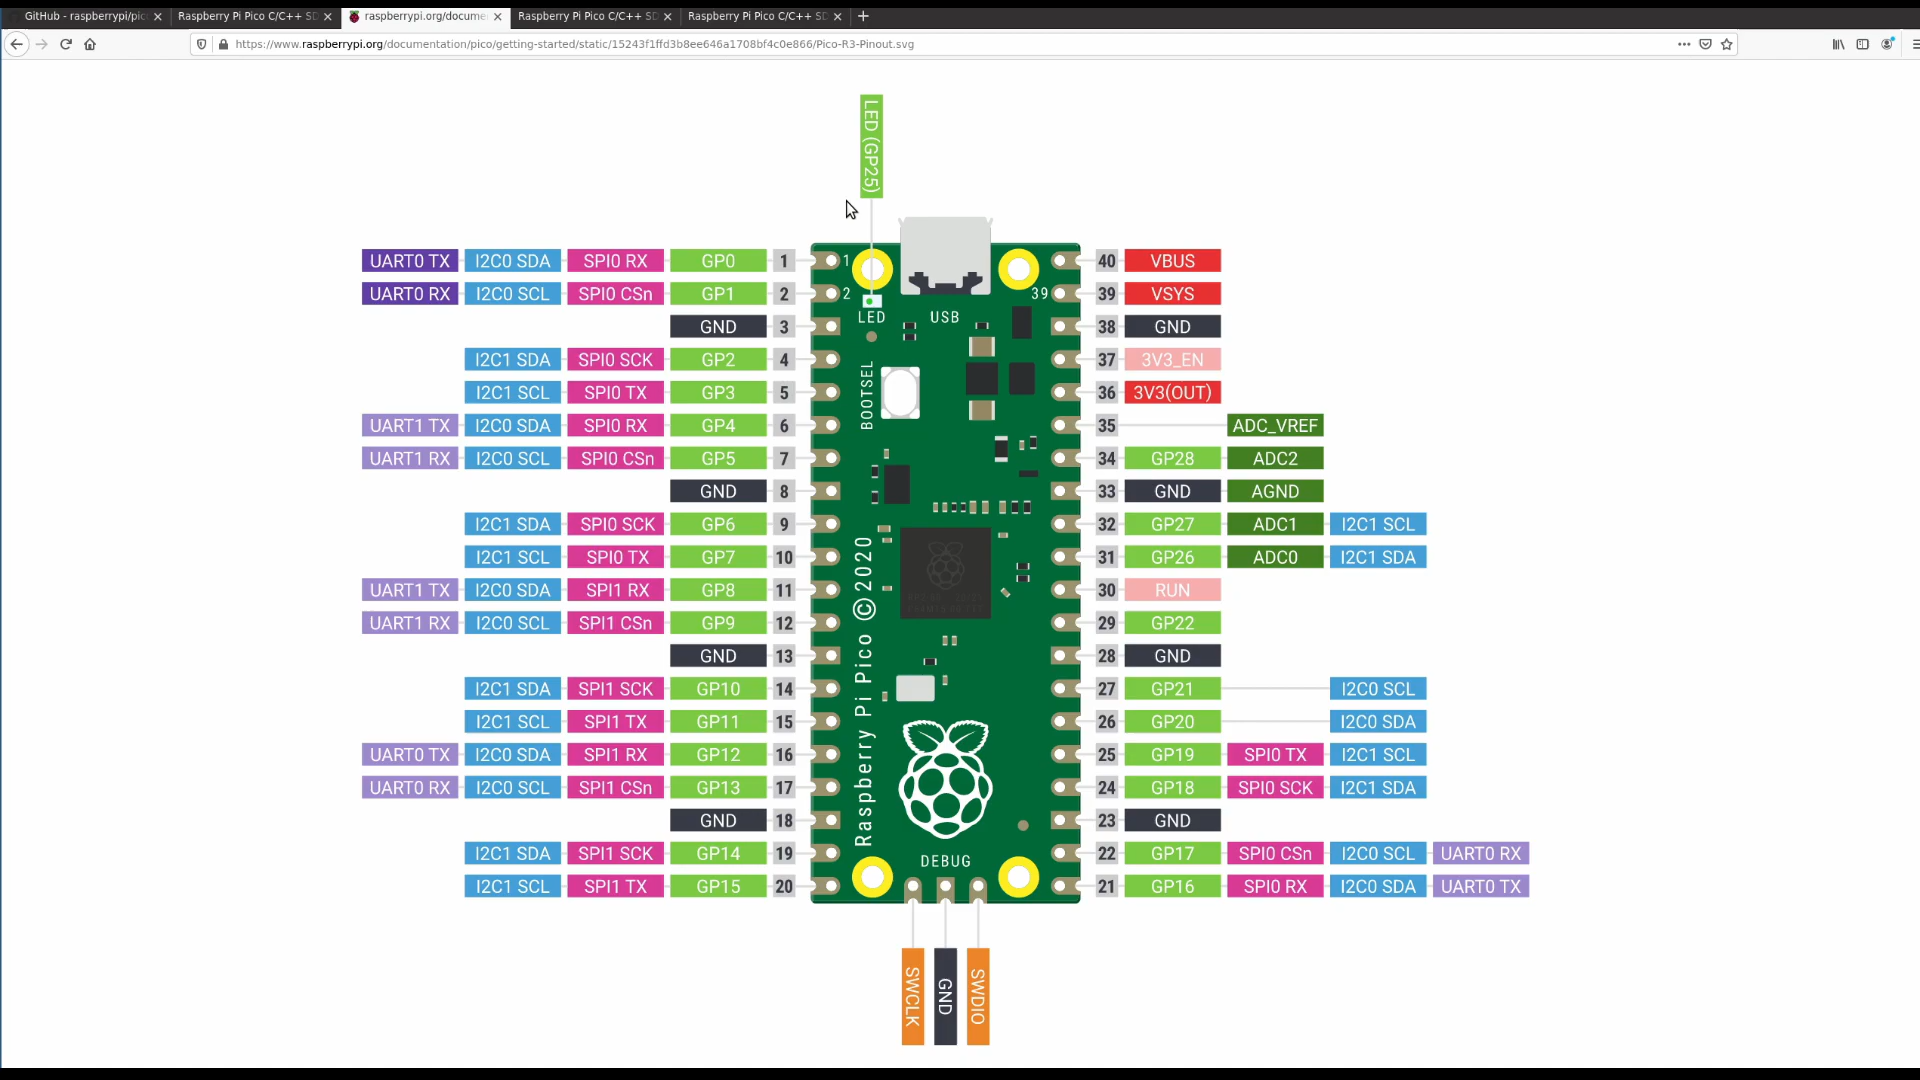 GitHub - raspberrypi/pic
Raspberry Pi Pico C/C++ SD
raspberrypi.org/docume
Raspberry Pi Pico C/C++ SD
Raspberry Pi Pico C/C++ SD
https://www.raspberrypi.org/documentation/pico/getting-started/static/15243f1ffd3b8ee646a1708bf4c0e866/Pico-R3-Pinout.svg
LED (GP25)
UART0 TX I2C0 SDA SPI0 RX GP0 1 1 40 VBUS
UART0 RX I2C0 SCL SPI0 CSn GP1 2 2 39 39 VSYS
LED USB
GND 3 38 GND
I2C1 SDA SPI0 SCK GP2 4 37 3V3_EN
I2C1 SCL SPI0 TX GP3 5 BOOTSEL 36 3V3(OUT)
UART1 TX I2C0 SDA SPI0 RX GP4 6 35 ADC_VREF
UART1 RX I2C0 SCL SPI0 CSn GP5 7 34 GP28 ADC2
GND 8 33 GND AGND
I2C1 SDA SPI0 SCK GP6 9 32 GP27 ADC1 I2C1 SCL
I2C1 SCL SPI0 TX GP7 10 31 GP26 ADC0 I2C1 SDA
UART1 TX I2C0 SDA SPI1 RX GP8 11 30 RUN
UART1 RX I2C0 SCL SPI1 CSn GP9 12 29 GP22
GND 13 28 GND
Raspberry Pi Pico ©2020
I2C1 SDA SPI1 SCK GP10 14 27 GP21 I2C0 SCL
I2C1 SCL SPI1 TX GP11 15 26 GP20 I2C0 SDA
UART0 TX I2C0 SDA SPI1 RX GP12 16 25 GP19 SPI0 TX I2C1 SCL
UART0 RX I2C0 SCL SPI1 CSn GP13 17 24 GP18 SPI0 SCK I2C1 SDA
GND 18 23 GND
I2C1 SDA SPI1 SCK GP14 19 DEBUG 22 GP17 SPI0 CSn I2C0 SCL UART0 RX
I2C1 SCL SPI1 TX GP15 20 21 GP16 SPI0 RX I2C0 SDA UART0 TX
SWCLK GND SWDIO